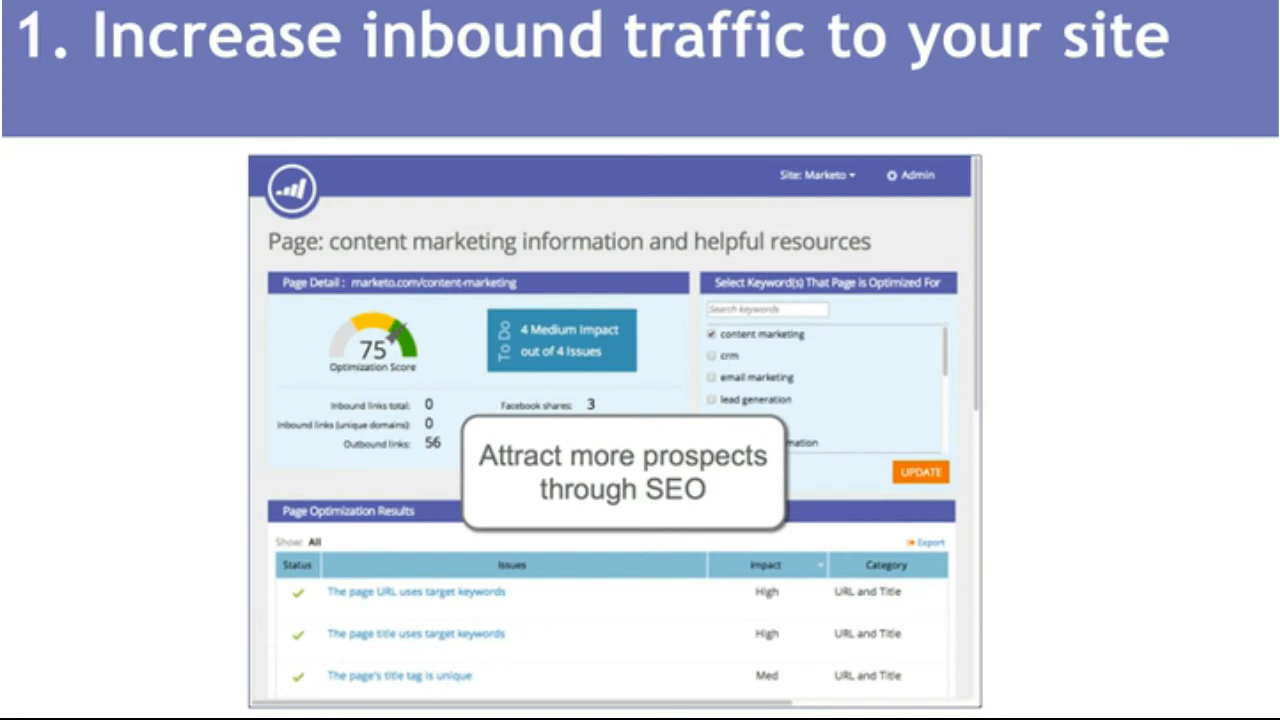 1. Increase inbound traffic to your site
Site: Marketo
Admin
Page: content marketing information and helpful resources
Page Detail : marketo.com/content-marketing
75
Optimization Score
To Do
4 Medium Impact
out of 4 Issues
Inbound links total: 0
Inbound links (unique domains): 0
Outbound links: 56
Facebook shares: 3
Select Keyword(s) That Page is Optimized For
Search keywords
content marketing
crm
email marketing
lead generation
UPDATE
Attract more prospects
through SEO
Page Optimization Results
Show: All
Export
Status Issues Impact Category
The page URL uses target keywords High URL and Title
The page title uses target keywords High URL and Title
The page's title tag is unique Med URL and Title